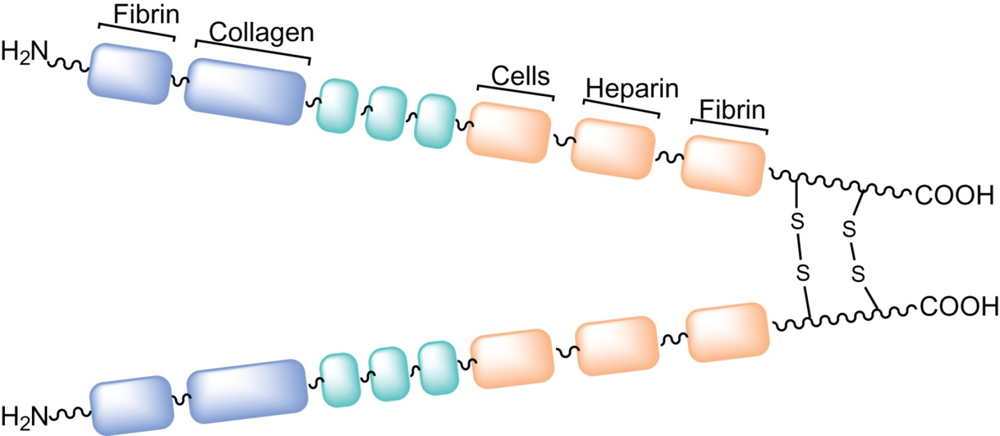 Fibrin
Collagen
H₂N
Cells
Heparin
Fibrin
COOH
S
S
S
S
COOH
H₂N